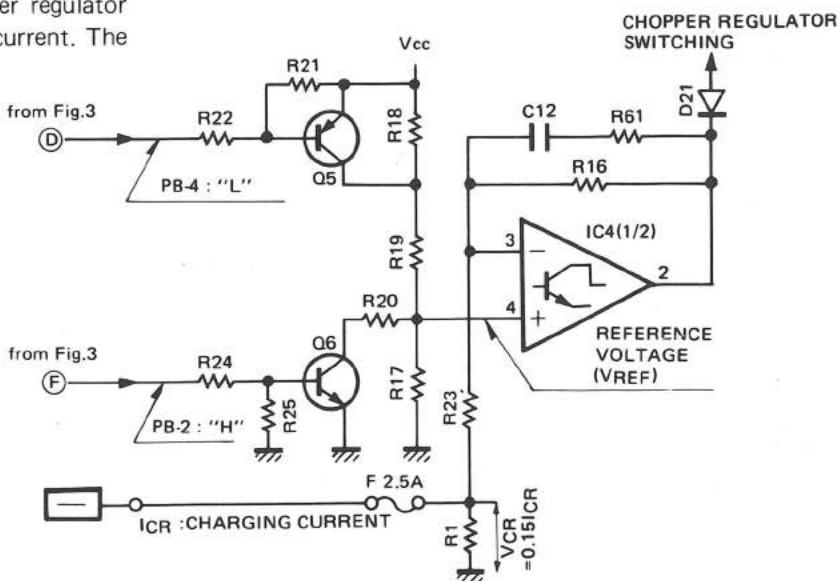 er regulator
current. The
CHOPPER REGULATOR
SWITCHING
Vcc
R21
from Fig.3
D
R22
R18
Q5
PB-4 : "L"
C12
R61
D21
R16
IC4(1/2)
3
−
2
4
+
R19
R20
REFERENCE
VOLTAGE
(VREF)
from Fig.3
F
R24
Q6
R17
R25
R23
PB-2 : "H"
F 2.5A
−
ICR : CHARGING CURRENT
R1
VCR
=0.15ICR